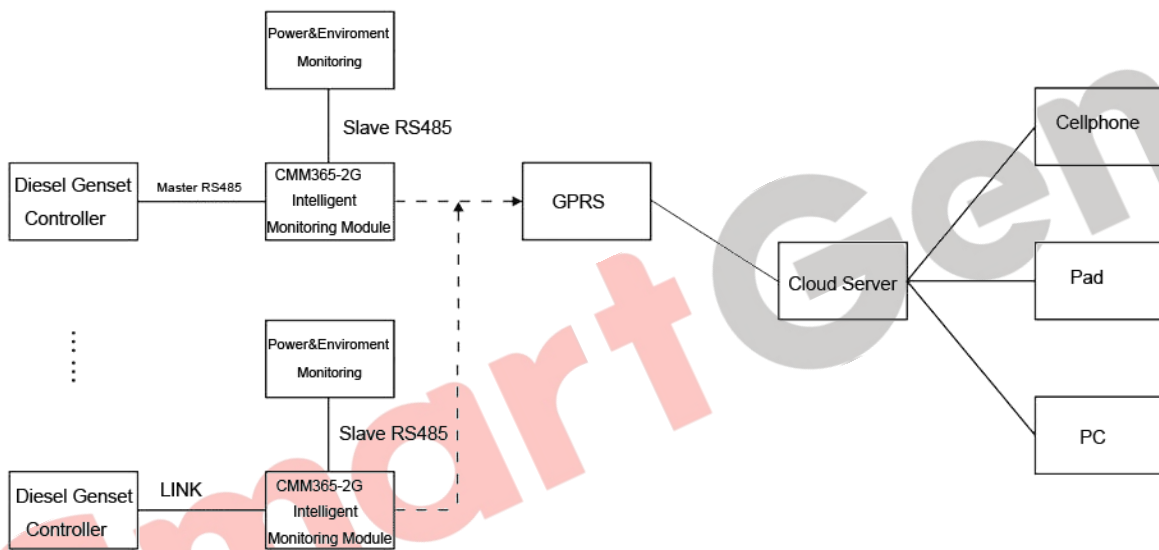 Power&Enviroment
Monitoring
Slave RS485
Diesel Genset
Controller
Master RS485
CMM365-2G
Intelligent
Monitoring Module
GPRS
Cloud Server
Cellphone
Pad
PC
Power&Enviroment
Monitoring
Slave RS485
Diesel Genset
Controller
LINK
CMM365-2G
Intelligent
Monitoring Module
SmartGen